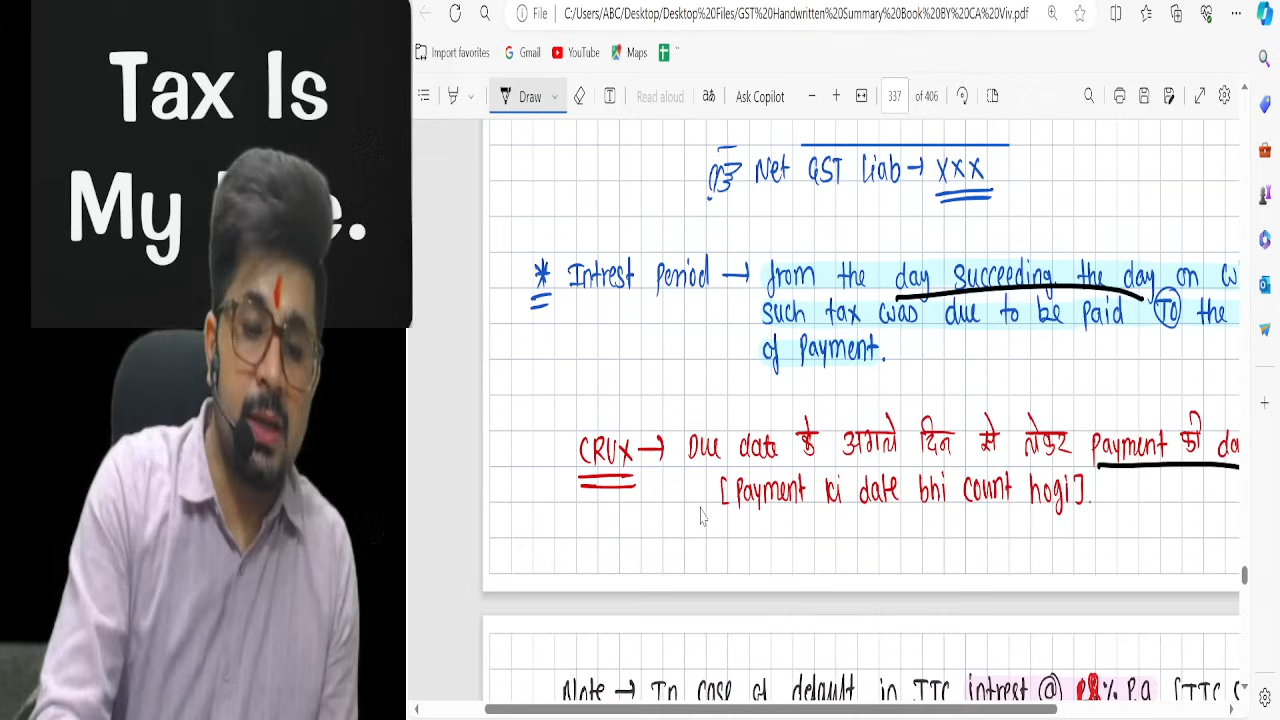 Tax Is
My
File
C:/Users/ABC/Desktop/Desktop%20Files/GST%20Handwritten%20Summary%20Book%20BY%20CA%20Viv.pdf
Import favorites
Gmail
YouTube
Maps
Draw
Read aloud
Ask Copilot
337
of 406
Net GST liab → XXX
* Intrest Period → from the day succeeding the day on
such tax was due to be paid TO the
of Payment.
CRUX → Due date के अगले दिन से लेकर Payment की
[Payment ki date bhi count hogi].
Note → In case of default in ITC intrest @ % P.a